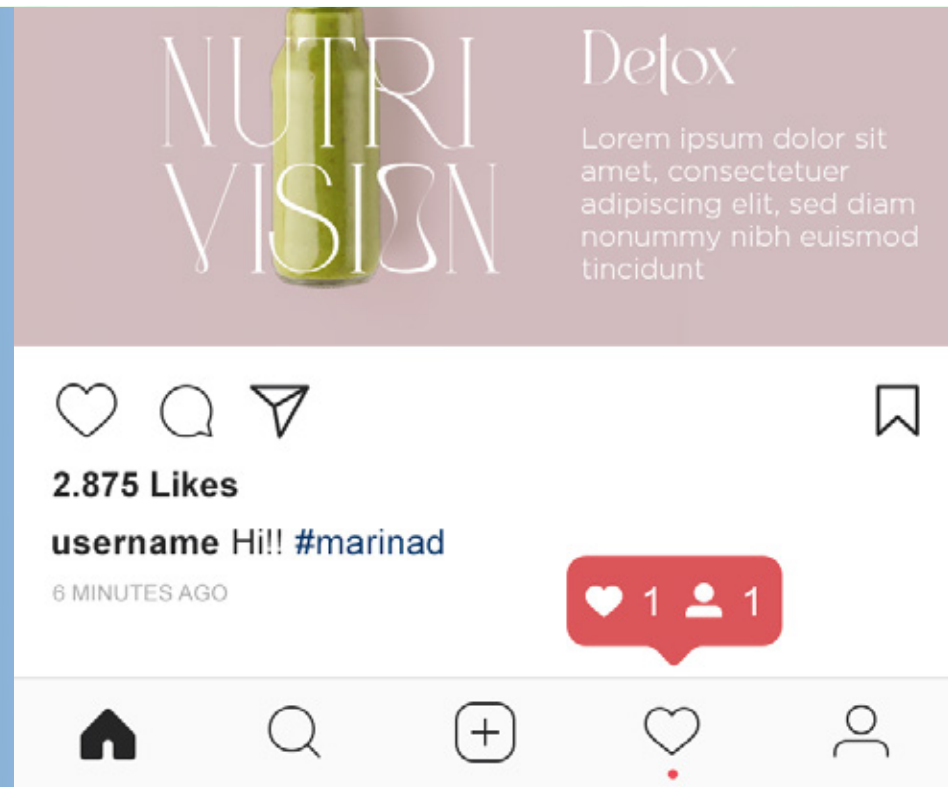 NUTRI
VISION
Detox
Lorem ipsum dolor sit
amet, consectetuer
adipiscing elit, sed diam
nonummy nibh euismod
tincidunt
2.875 Likes
username Hi!! #marinad
6 MINUTES AGO
1 1